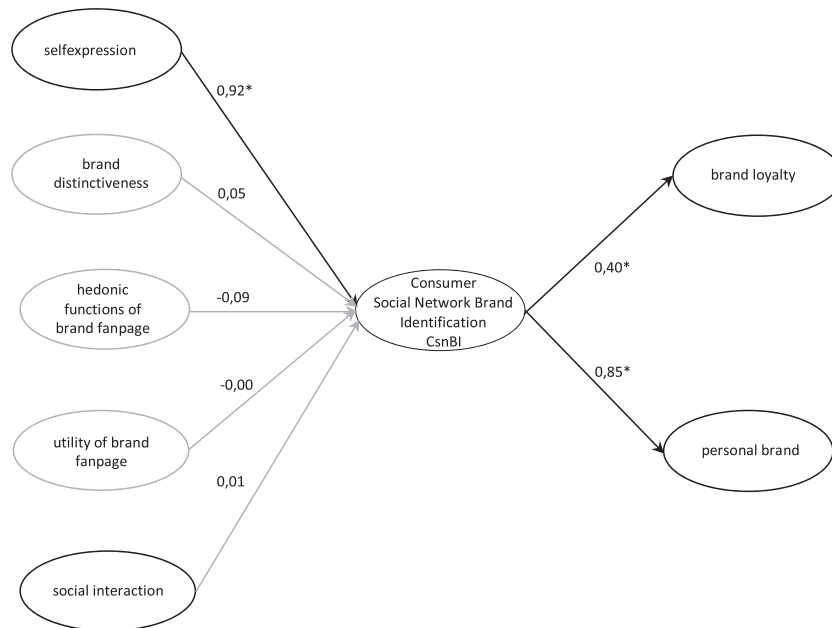 selfexpression
0,92*
brand
distinctiveness
0,05
brand loyalty
hedonic
functions of
brand fanpage
-0,09
Consumer
Social Network Brand
Identification
CsnBI
0,40*
0,85*
-0,00
utility of brand
fanpage
personal brand
0,01
social interaction